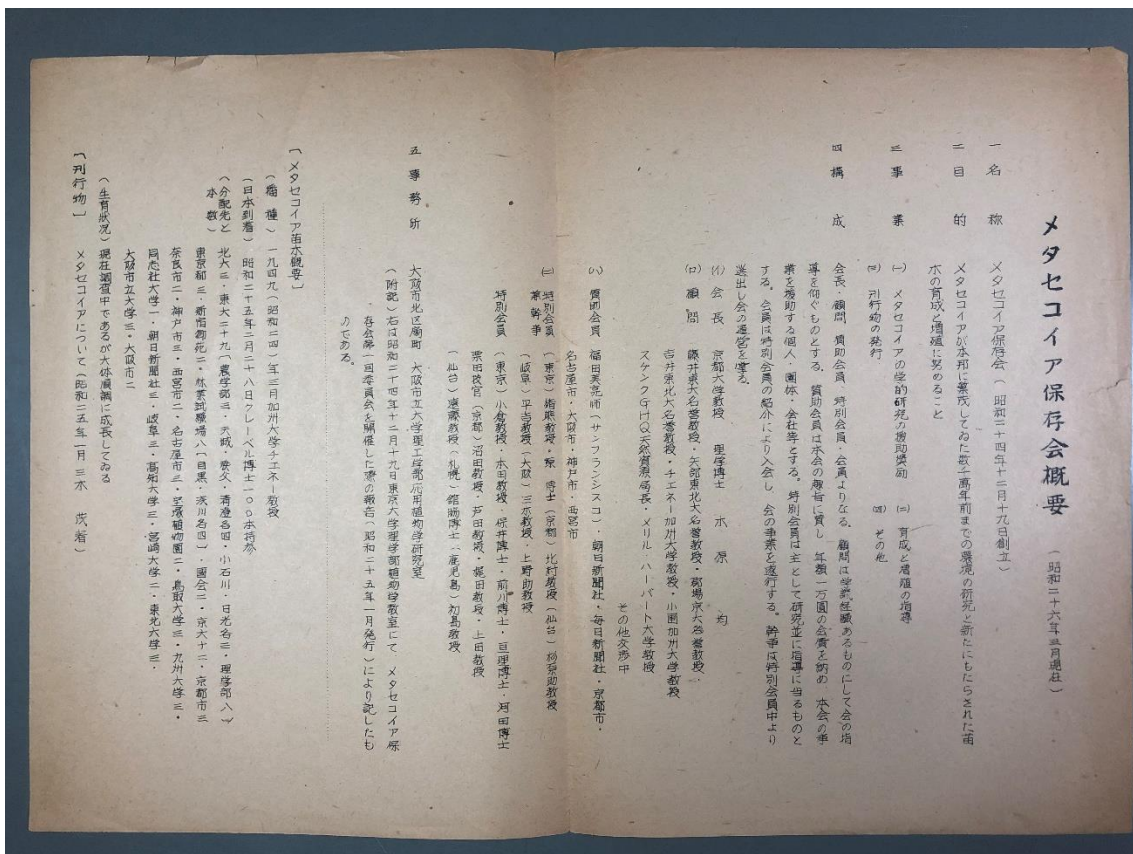 メタセコイア保存会概要
(昭和二十六年三月現在)
一 名称 メタセコイア保存会(昭和二十四年十二月十九日創立)
二 目的 メタセコイアが本邦に繁茂してゐた数千萬年前までの環境の研究と新たにもたらされた苗
木の育成と増殖に努めること
三 事業 (一) メタセコイアの学的研究の援助奨励 (二) 育成と増殖の指導
(三) 刊行物の発行 (四) その他
四 構成 会長、顧問、賛助会員、特別会員、会員よりなる、顧問は学識経験あるものにして会の指
導を仰ぐものとする、賛助会員は本会の趣旨に賛し、年額一万圓の会費を納め、本会の事
業を援助する個人・團体・会社等とする。特別会員は主として研究並に指導に当るものと
する。会員は特別会員の紹介により入会し、会の事業を遂行する。幹事は特別会員中より
選出し会の運営を掌る。
(イ) 会長 京都大学教授 理学博士 木原均
(ロ) 顧問 藤井東大名誉教授・矢部東北大名誉教授・郡場京大名誉教授・
吉井東北大名誉教授・チエネー加州大学教授・小圃加州大学教授
スケンクGHQ天然資源局長・メリル・ハーバート大学教授
その他交渉中
(ハ) 賛助会員 福田美亮師(サンフランシスコ)・朝日新聞社・毎日新聞社・京都市・
名古屋市・大阪市・神戸市・西宮市
(ニ) 特別会員兼幹事 (東京)指恥教授・原博士(京都)北村教授(仙台)柄原助教授
(岐阜)平吉教授(大阪)三木教授・上野助教授
特別会員 (東京)小倉教授・本田教授・保井博士・前川博士・亘理博士・河田博士
栗田技官(京都)沼田教授・芦田教授・梶田教授・上田教授
(仙台)遠藤教授(札幌)舘脇博士(鹿児島)初島教授
五 事務所 大阪市北区扇町 大阪市立大学理工学部応用植物学研究室
(附記)右は昭和二十四年十二月十九日東京大学理学部植物学教室にて メタセコイア保
存会第一回委員会を開催した際の報告(昭和二十五年一月発行)により記したも
のである。
[メタセコイア苗木概要]
(播種) 一九四九(昭和二四)年三月加州大学チエネー教授
(日本到着) 昭和二十五年二月二十八日クレーベル博士一〇〇本持参
(分配先と本数) 北大三・東大二十九(農学部三・天城・農久・清澄各四・小石川・日光各三・理学部八)
東京都三・新宿御苑二・林業試験場八(目黒・浅川各四)・國会二・京大十二・京都市三
奈良市二・神戸市三・西宮市二・名古屋市三・宝塚植物園二・鳥取大学三・九州大学三・
同志社大学一・朝日新聞社三・岐阜三・高知大学三・宮崎大学二・東北大学三・
大阪市立大学三・大阪市二
(生育状況) 現在調査中であるが大体順調に成長してゐる
[刊行物] メタセコイアについて(昭和二五年一月三木 茂著)